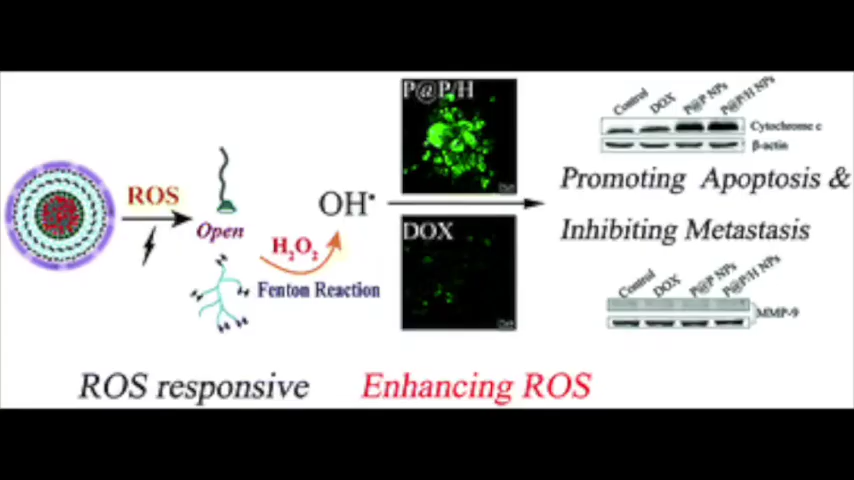 ROS
Open
H₂O₂
Fenton Reaction
OH•
P@P/H
DOX
Control
DOX
P@P NPs
P@P/H NPs
Cytochrome c
β-actin
Promoting Apoptosis &
Inhibiting Metastasis
Control
DOX
P@P NPs
P@P/H NPs
MMP-9
ROS responsive
Enhancing ROS